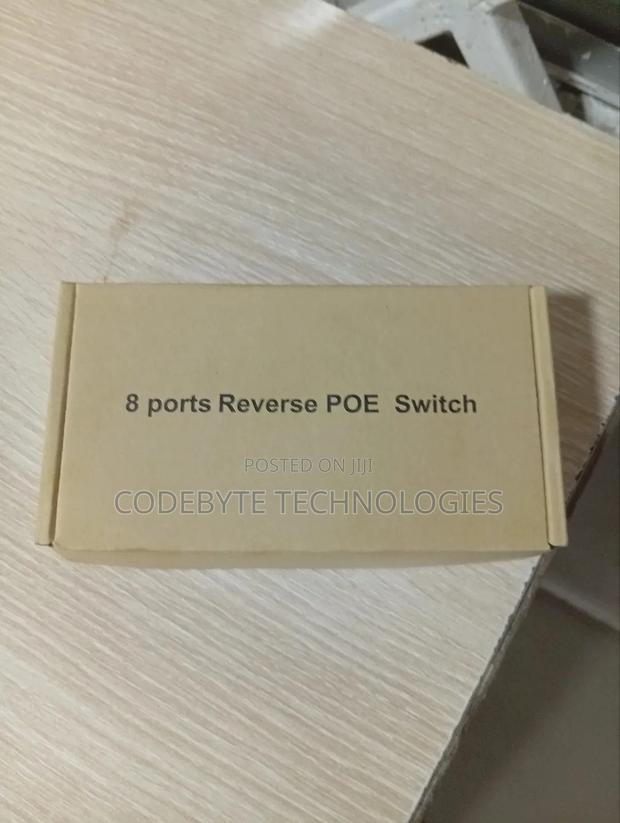 8 ports Reverse POE Switch
POSTED ON JIJI
CODEBYTE TECHNOLOGIES